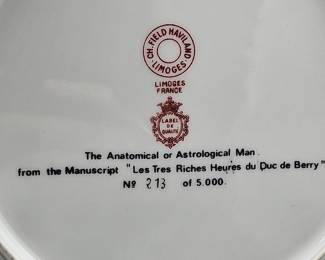 CH. FIELD HAVILAND
LIMOGES
LIMOGES
FRANCE
LABEL
DE
QUALITÉ
The Anatomical or Astrological Man
from the Manuscript "Les Tres Riches Heures du Duc de Berry"
Nº 213 of 5.000.